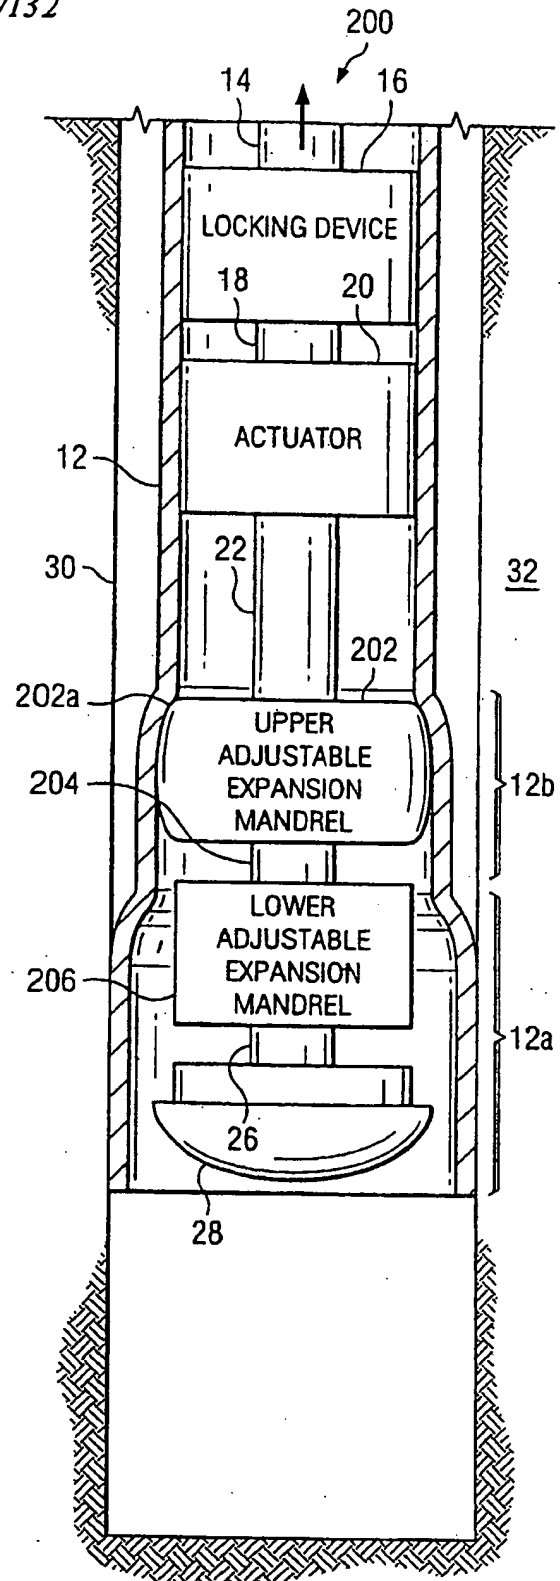 200
14
16
LOCKING DEVICE
18
20
ACTUATOR
12
22
30
32
202
202a
UPPER
ADJUSTABLE
EXPANSION
MANDREL
12b
204
LOWER
ADJUSTABLE
EXPANSION
MANDREL
206
12a
26
28